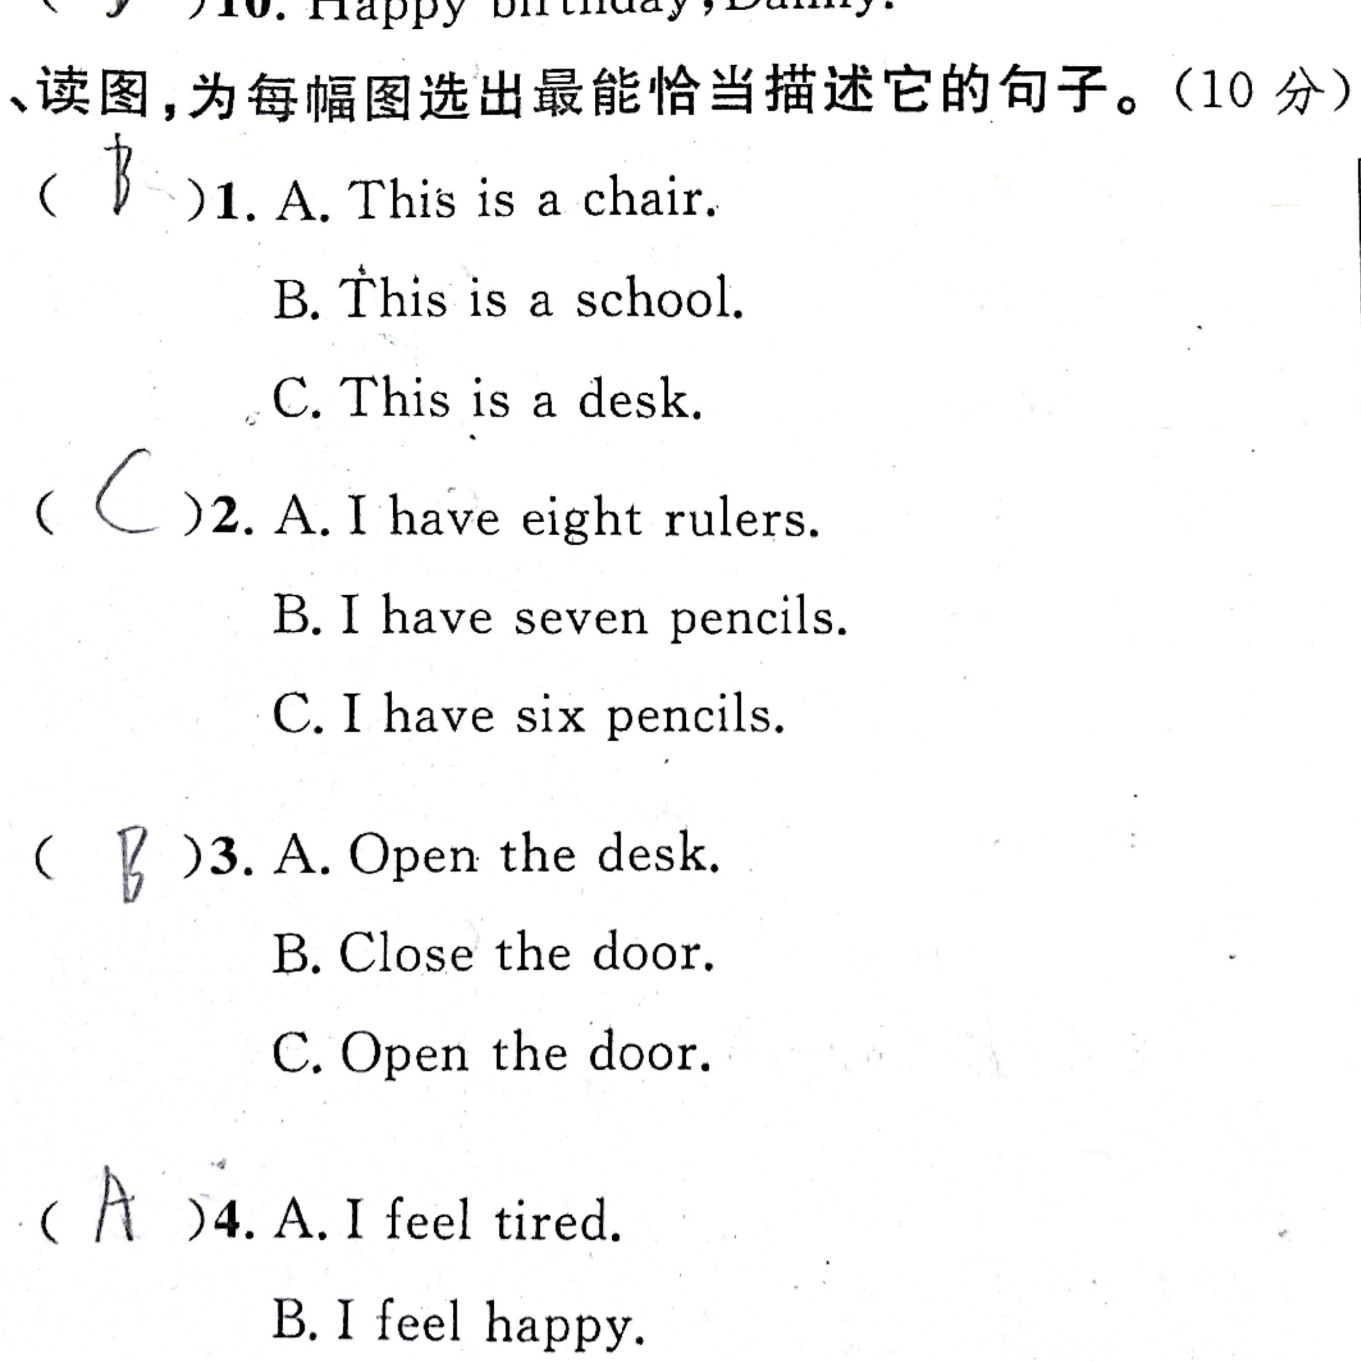 )10. Happy birthday, Danny.
、读图,为每幅图选出最能恰当描述它的句子。(10 分)
( B )1. A. This is a chair.
B. This is a school.
C. This is a desk.
( C )2. A. I have eight rulers.
B. I have seven pencils.
C. I have six pencils.
( B )3. A. Open the desk.
B. Close the door.
C. Open the door.
( A )4. A. I feel tired.
B. I feel happy.